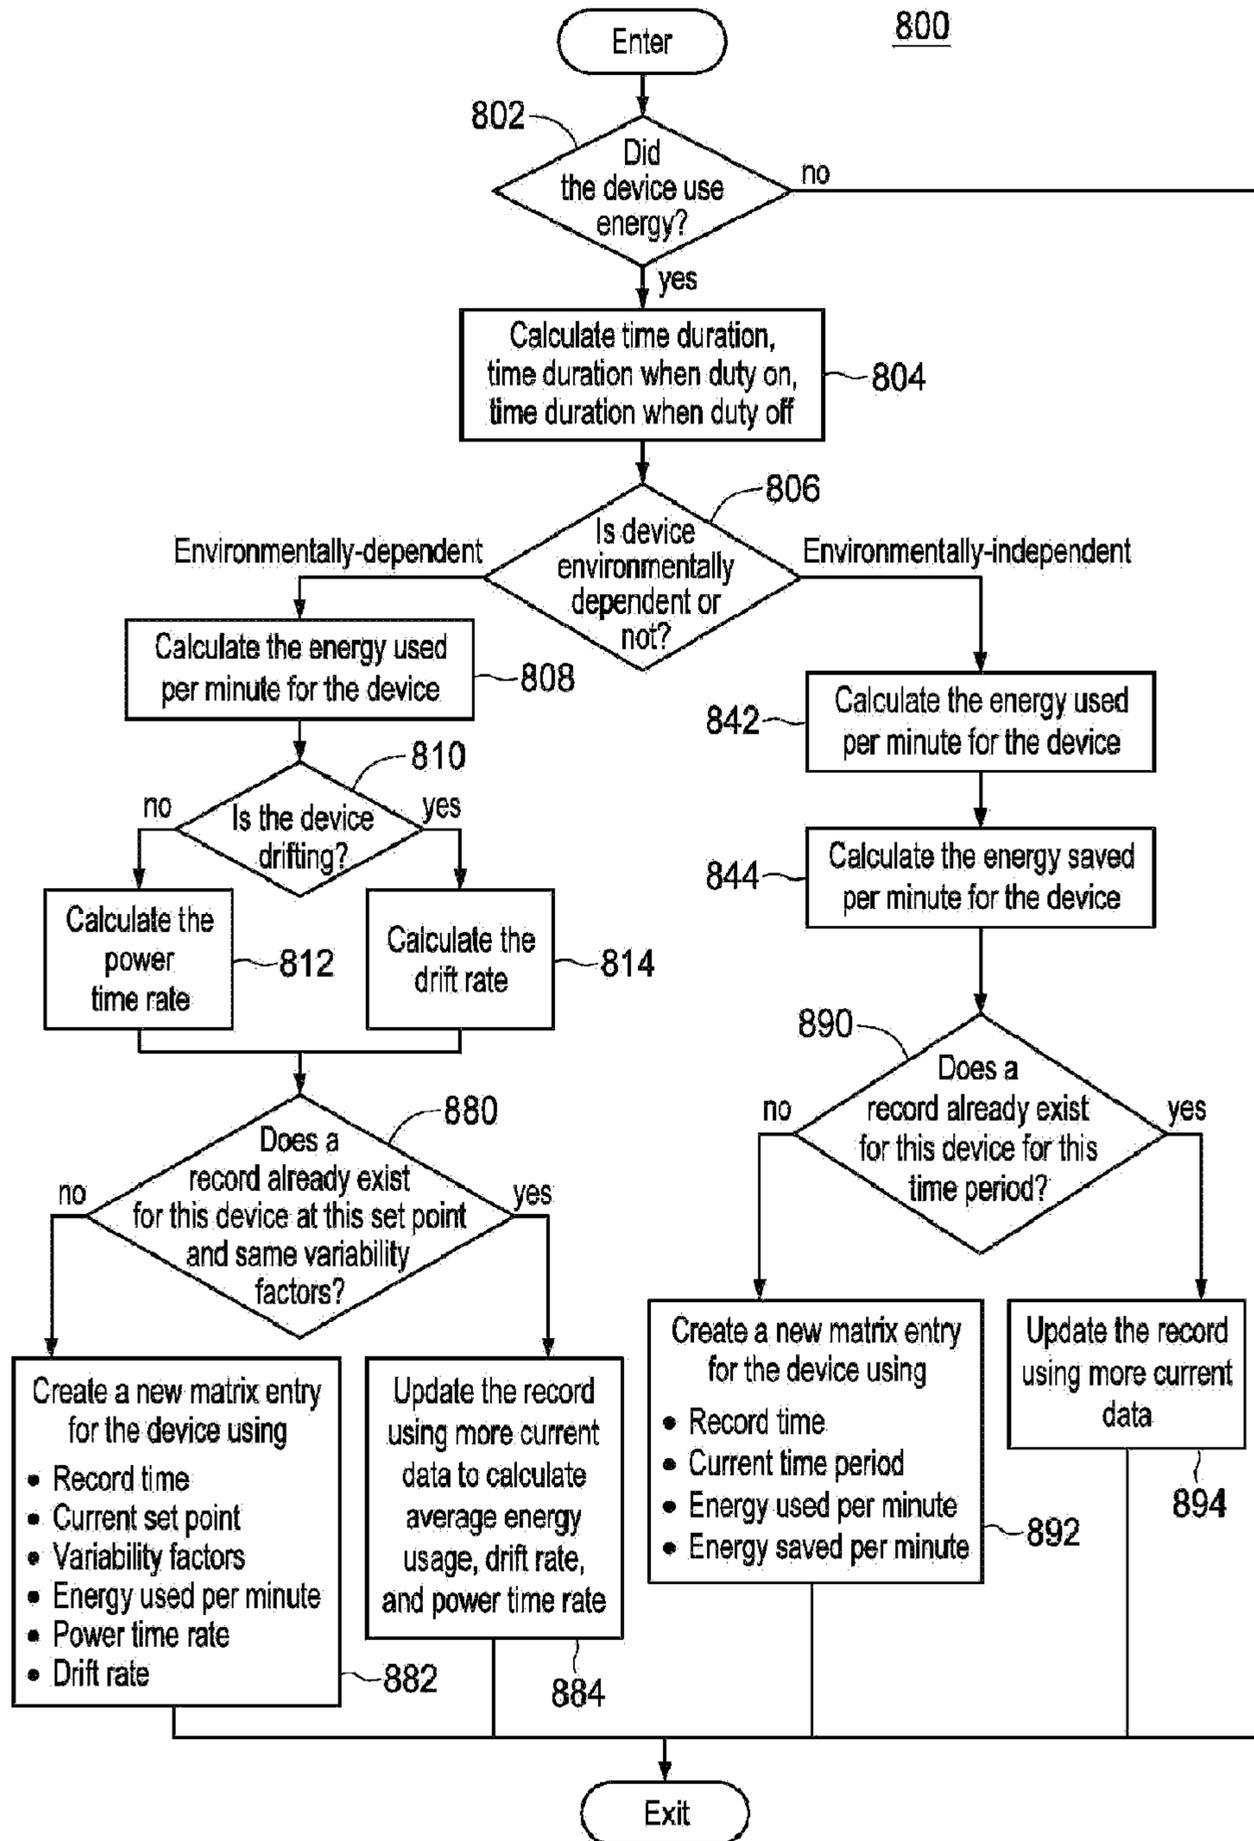 Enter
800
802
Did
the device use
energy?
no
yes
Calculate time duration,
time duration when duty on,
time duration when duty off
804
806
Is device
environmentally
dependent or
not?
Environmentally-dependent
Environmentally-independent
Calculate the energy used
per minute for the device
808
810
Is the device
drifting?
no
yes
Calculate the
power
time rate
812
Calculate the
drift rate
814
880
Does a
record already exist
for this device at this set point
and same variability
factors?
no
yes
Create a new matrix entry
for the device using
• Record time
• Current set point
• Variability factors
• Energy used per minute
• Power time rate
• Drift rate
882
Update the record
using more current
data to calculate
average energy
usage, drift rate,
and power time rate
884
842
Calculate the energy used
per minute for the device
844
Calculate the energy saved
per minute for the device
890
Does a
record already exist
for this device for this
time period?
no
yes
Create a new matrix entry
for the device using
• Record time
• Current time period
• Energy used per minute
• Energy saved per minute
892
Update the record
using more current
data
894
Exit